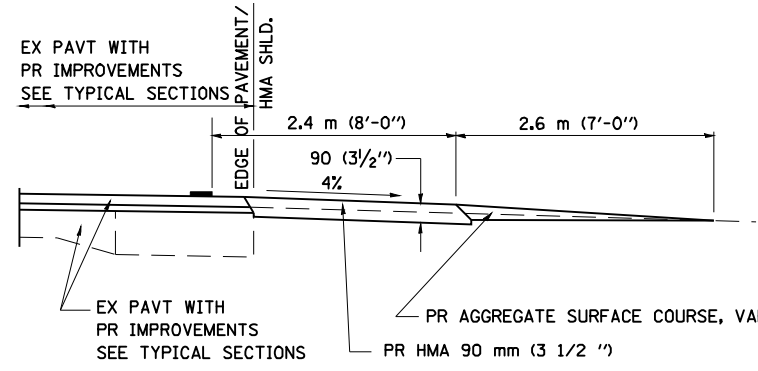 EX PAVT WITH
PR IMPROVEMENTS
SEE TYPICAL SECTIONS
EDGE OF PAVEMENT/
HMA SHLD.
2.4 m (8'-0")
2.6 m (7'-0")
90 (3 1/2")
4%
EX PAVT WITH
PR IMPROVEMENTS
SEE TYPICAL SECTIONS
PR AGGREGATE SURFACE COURSE,
PR HMA 90 mm (3 1/2 ")